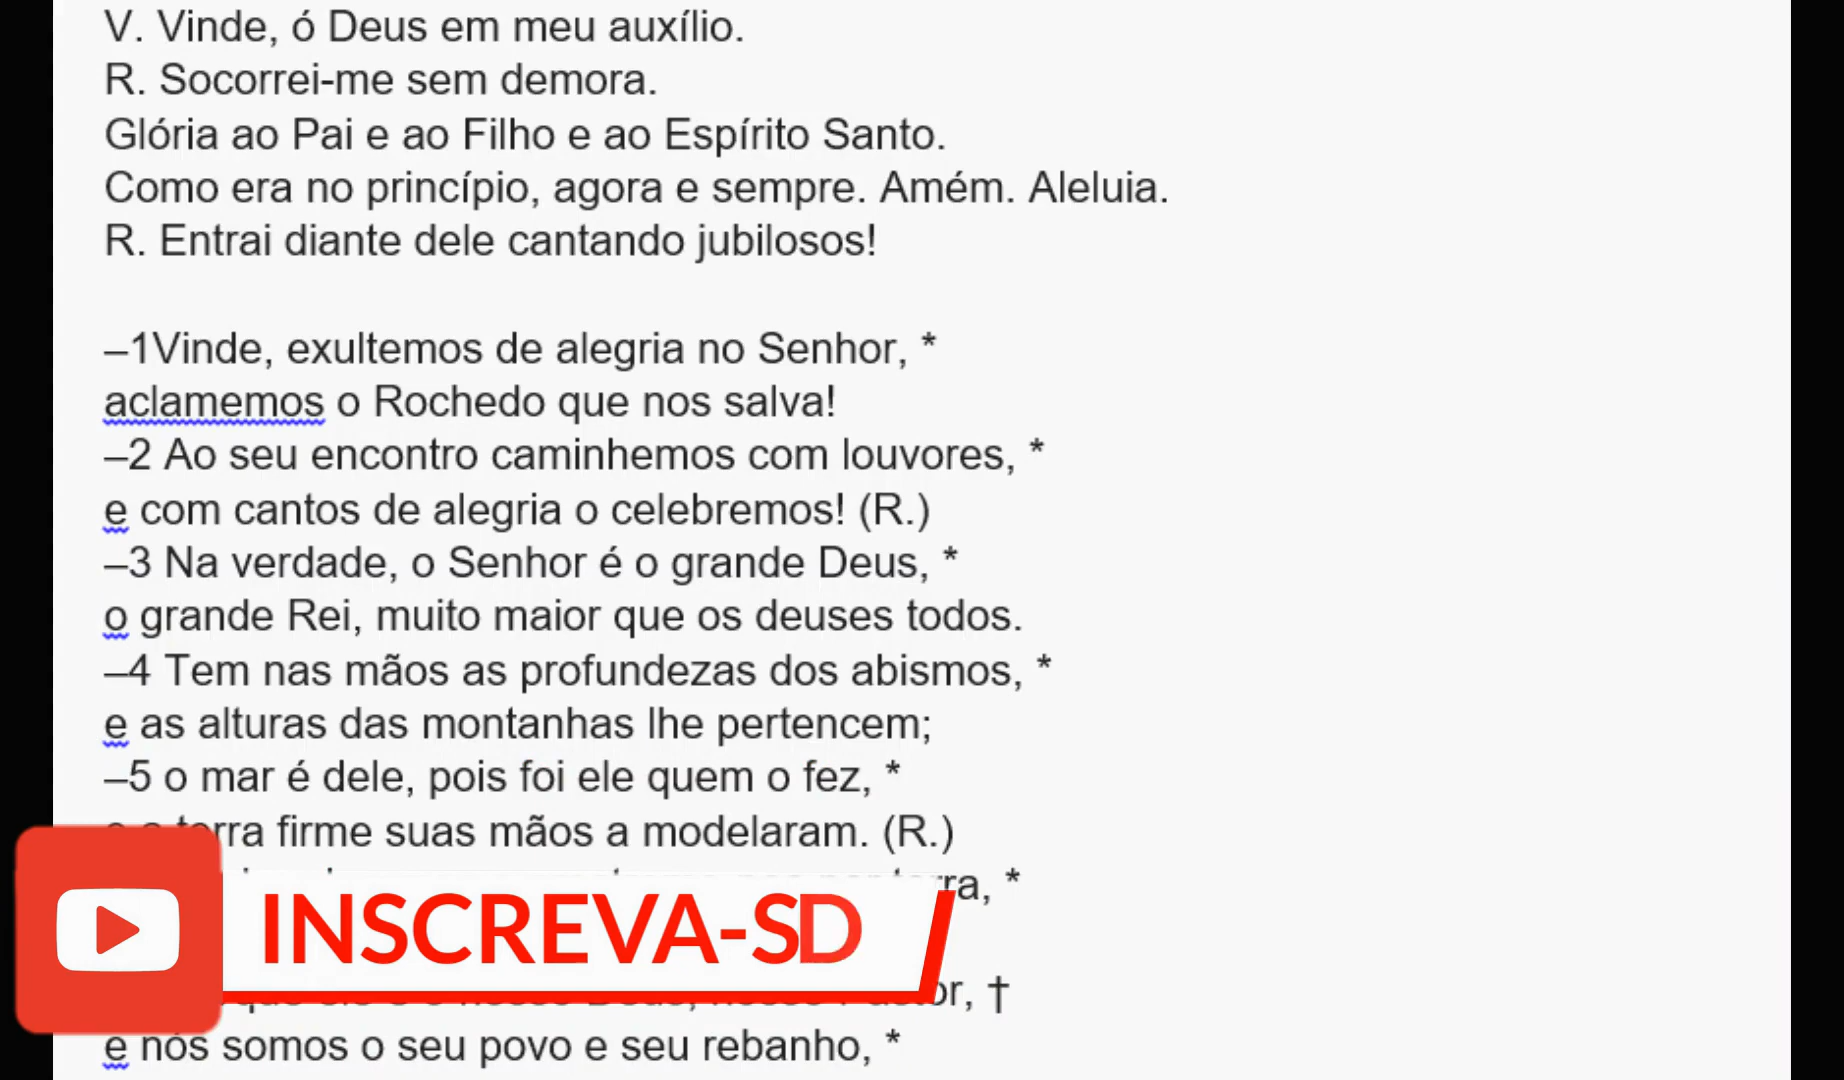 V. Vinde, ó Deus em meu auxílio.
R. Socorrei-me sem demora.
Glória ao Pai e ao Filho e ao Espírito Santo.
Como era no princípio, agora e sempre. Amém. Aleluia.
R. Entrai diante dele cantando jubilosos!
–1Vinde, exultemos de alegria no Senhor, *
aclamemos o Rochedo que nos salva!
–2 Ao seu encontro caminhemos com louvores, *
e com cantos de alegria o celebremos! (R.)
–3 Na verdade, o Senhor é o grande Deus, *
o grande Rei, muito maior que os deuses todos.
–4 Tem nas mãos as profundezas dos abismos, *
e as alturas das montanhas lhe pertencem;
–5 o mar é dele, pois foi ele quem o fez, *
e a terra firme suas mãos a modelaram. (R.)
*
INSCREVA-SD
†
e nós somos o seu povo e seu rebanho, *